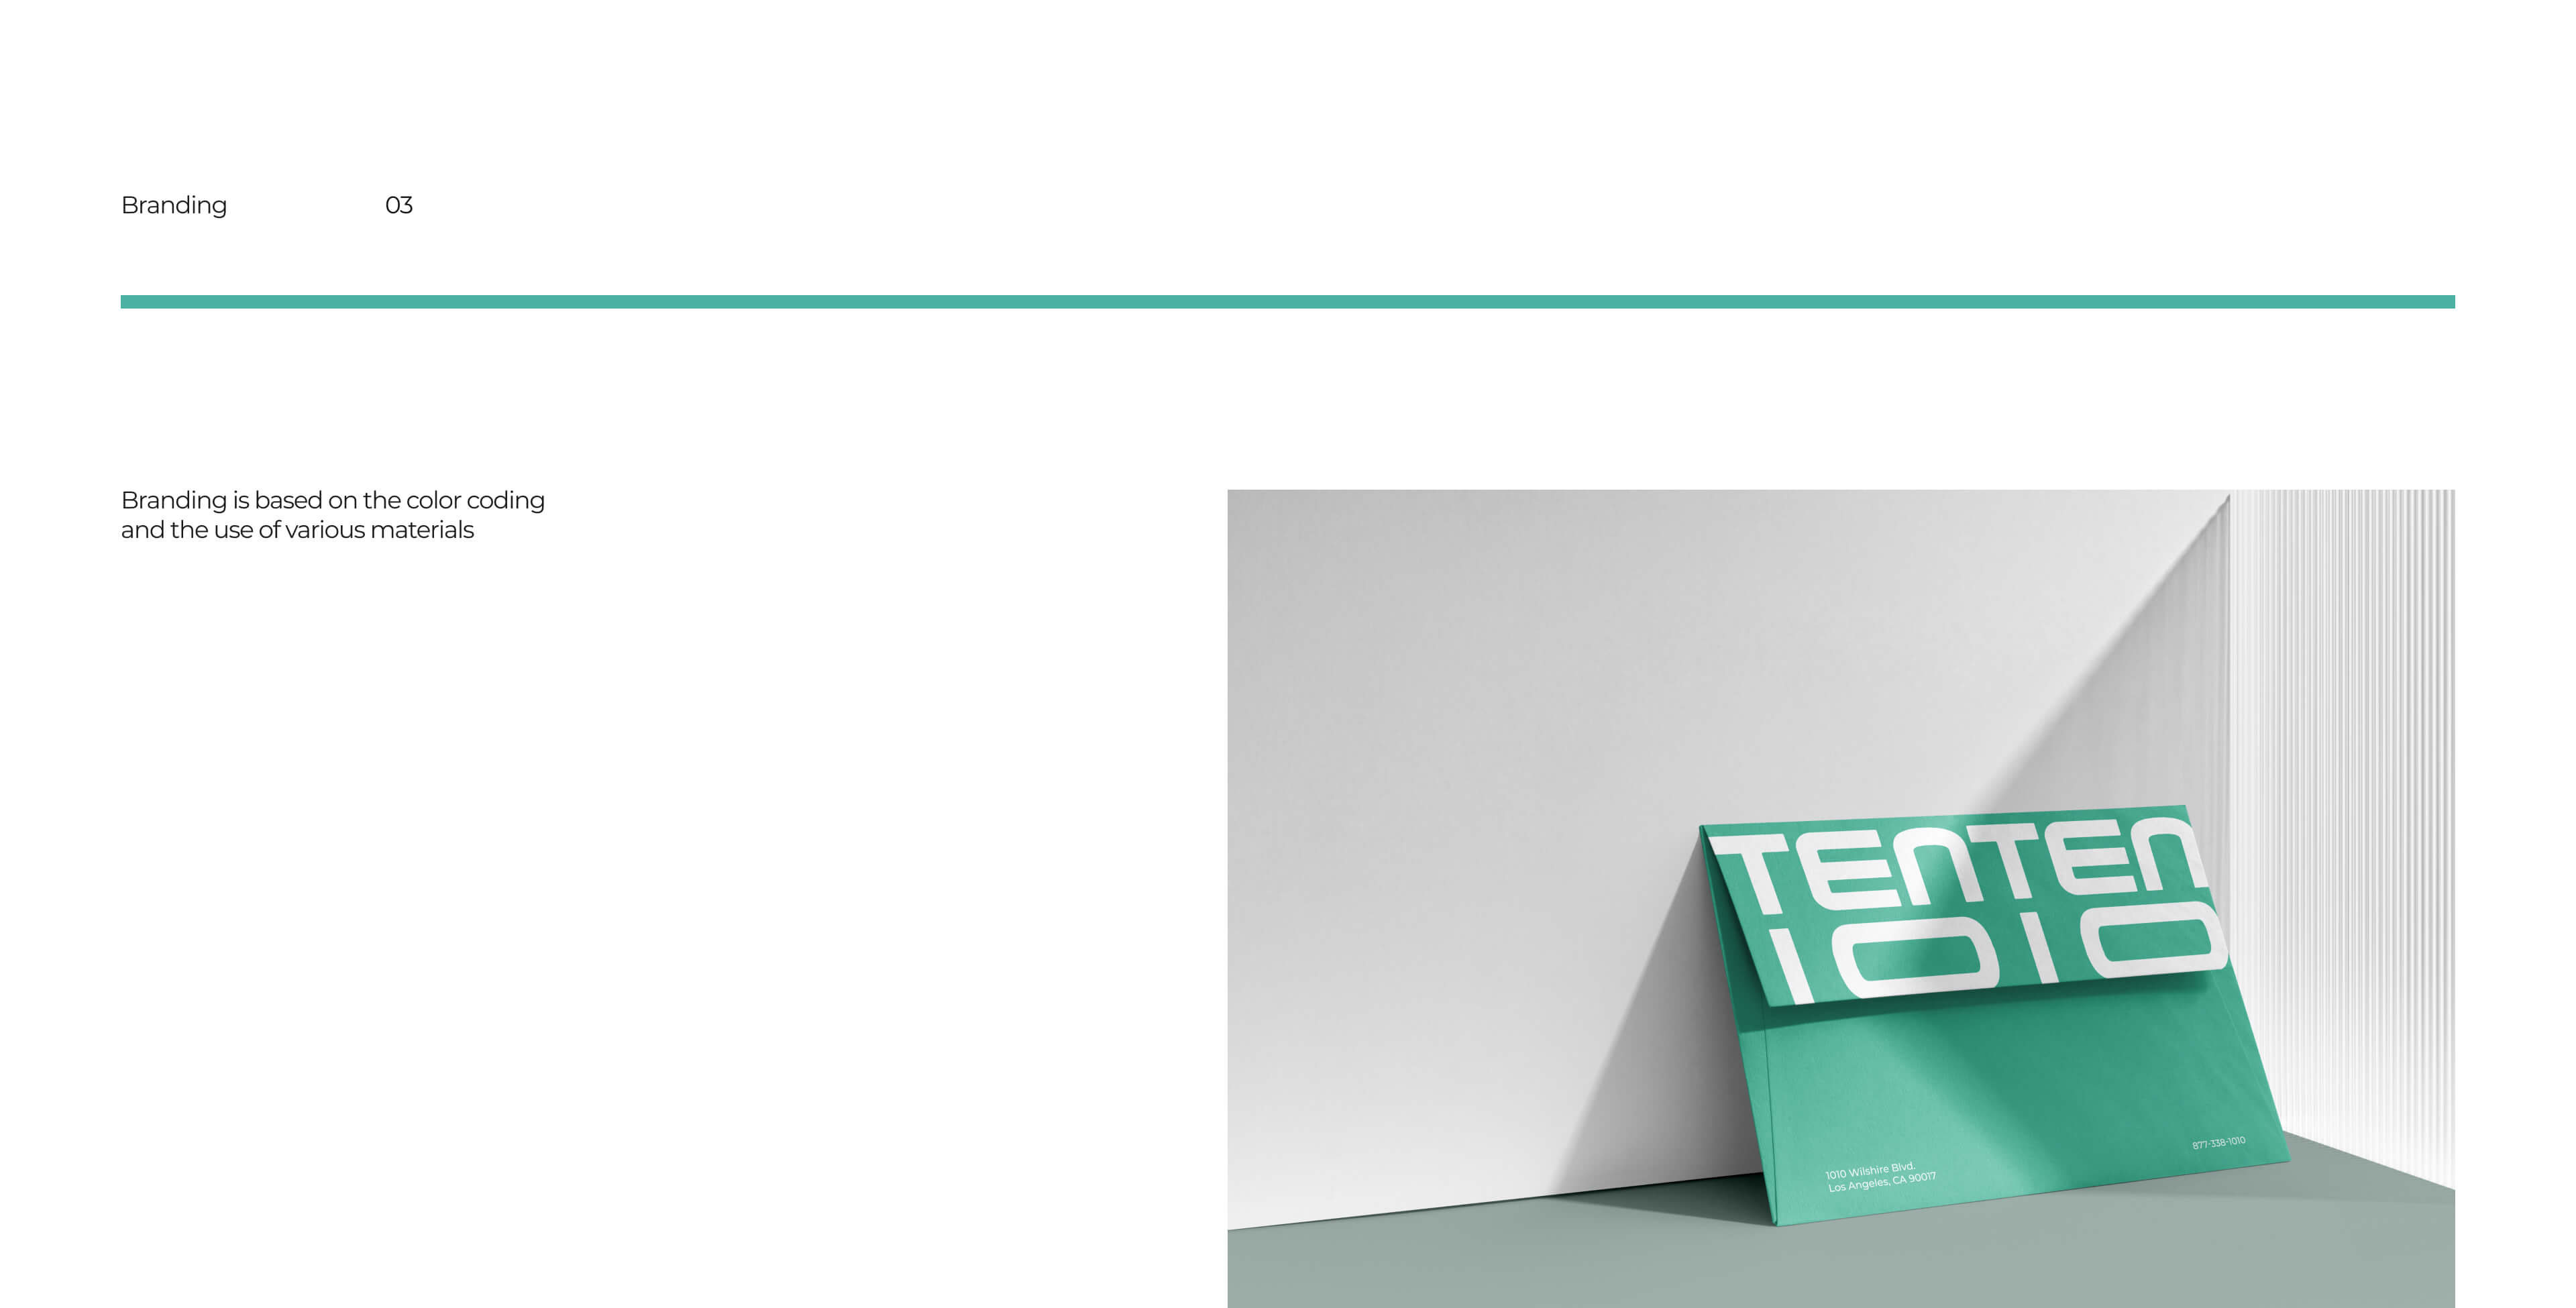 Branding 03
Branding is based on the color coding
and the use of various materials
TENTEN
1010
877-338-1010
1010 Wilshire Blvd.
Los Angeles, CA 90017